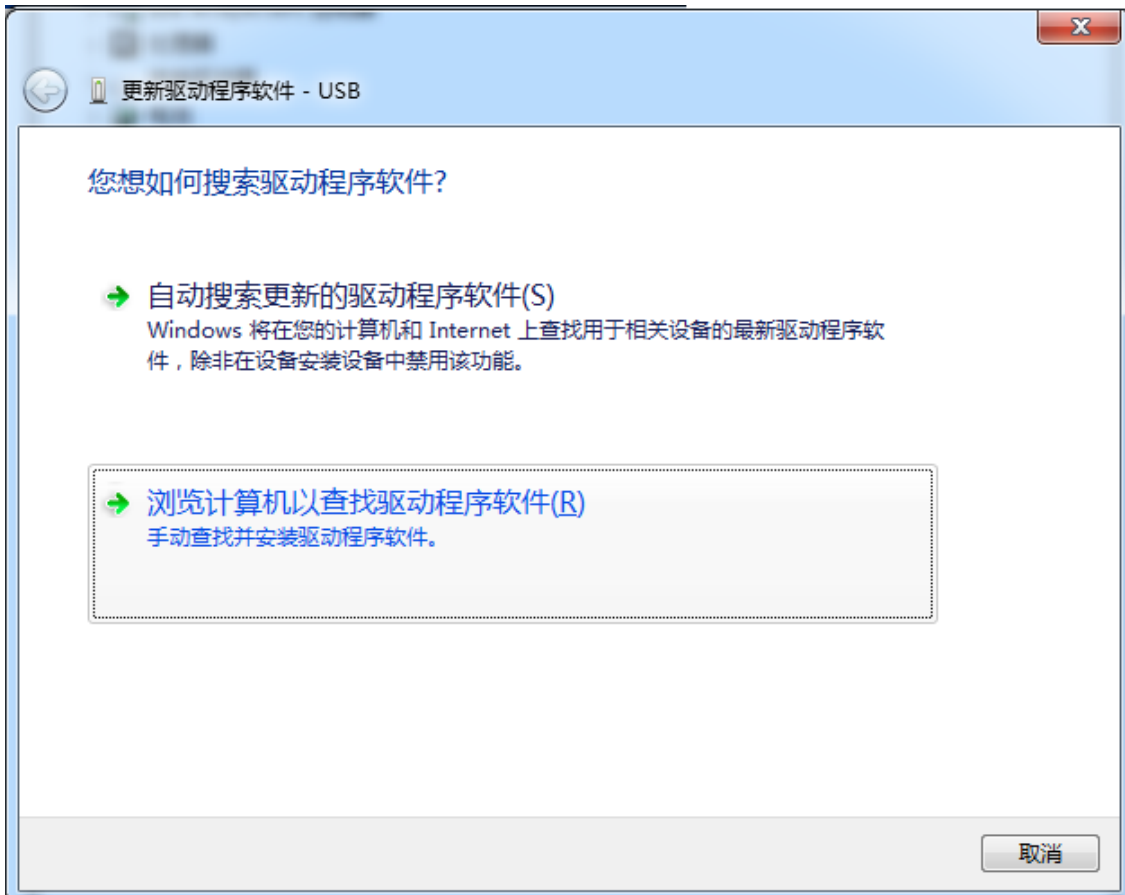 更新驱动程序软件 - USB
您想如何搜索驱动程序软件?
自动搜索更新的驱动程序软件(S)
Windows 将在您的计算机和 Internet 上查找用于相关设备的最新驱动程序软
件，除非在设备安装设备中禁用该功能。
浏览计算机以查找驱动程序软件(R)
手动查找并安装驱动程序软件。
取消